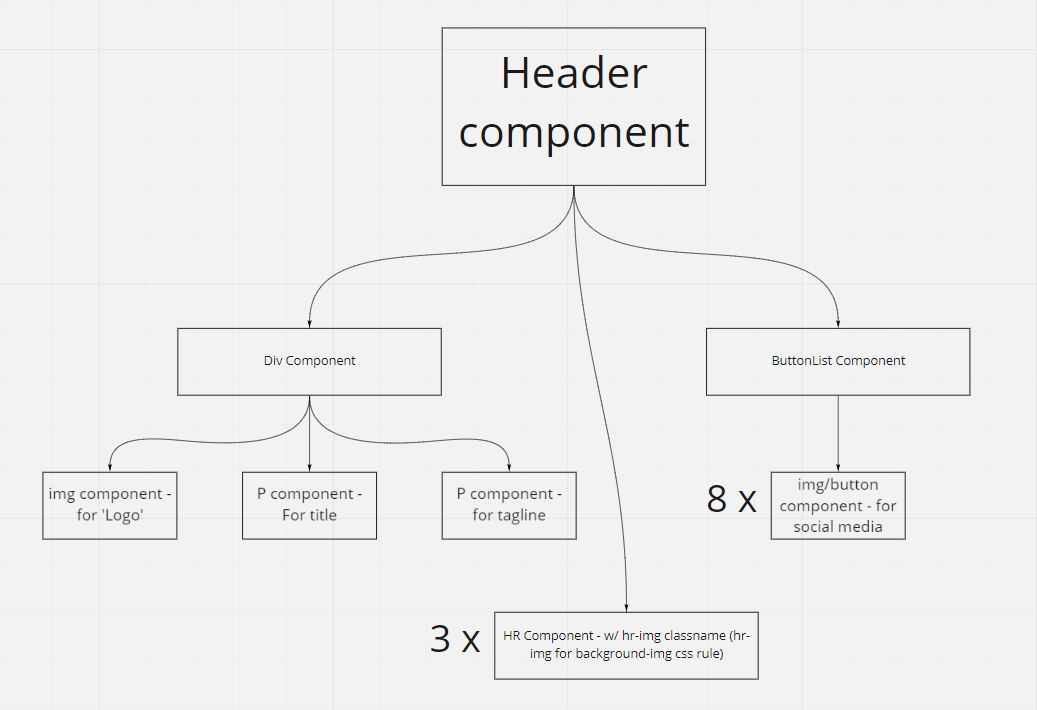 Header
component
Div Component
ButtonList Component
img component -
for 'Logo'
P component -
For title
P component -
for tagline
8 x
img/button
component - for
social media
3 x
HR Component - w/ hr-img classname (hr-
img for background-img css rule)